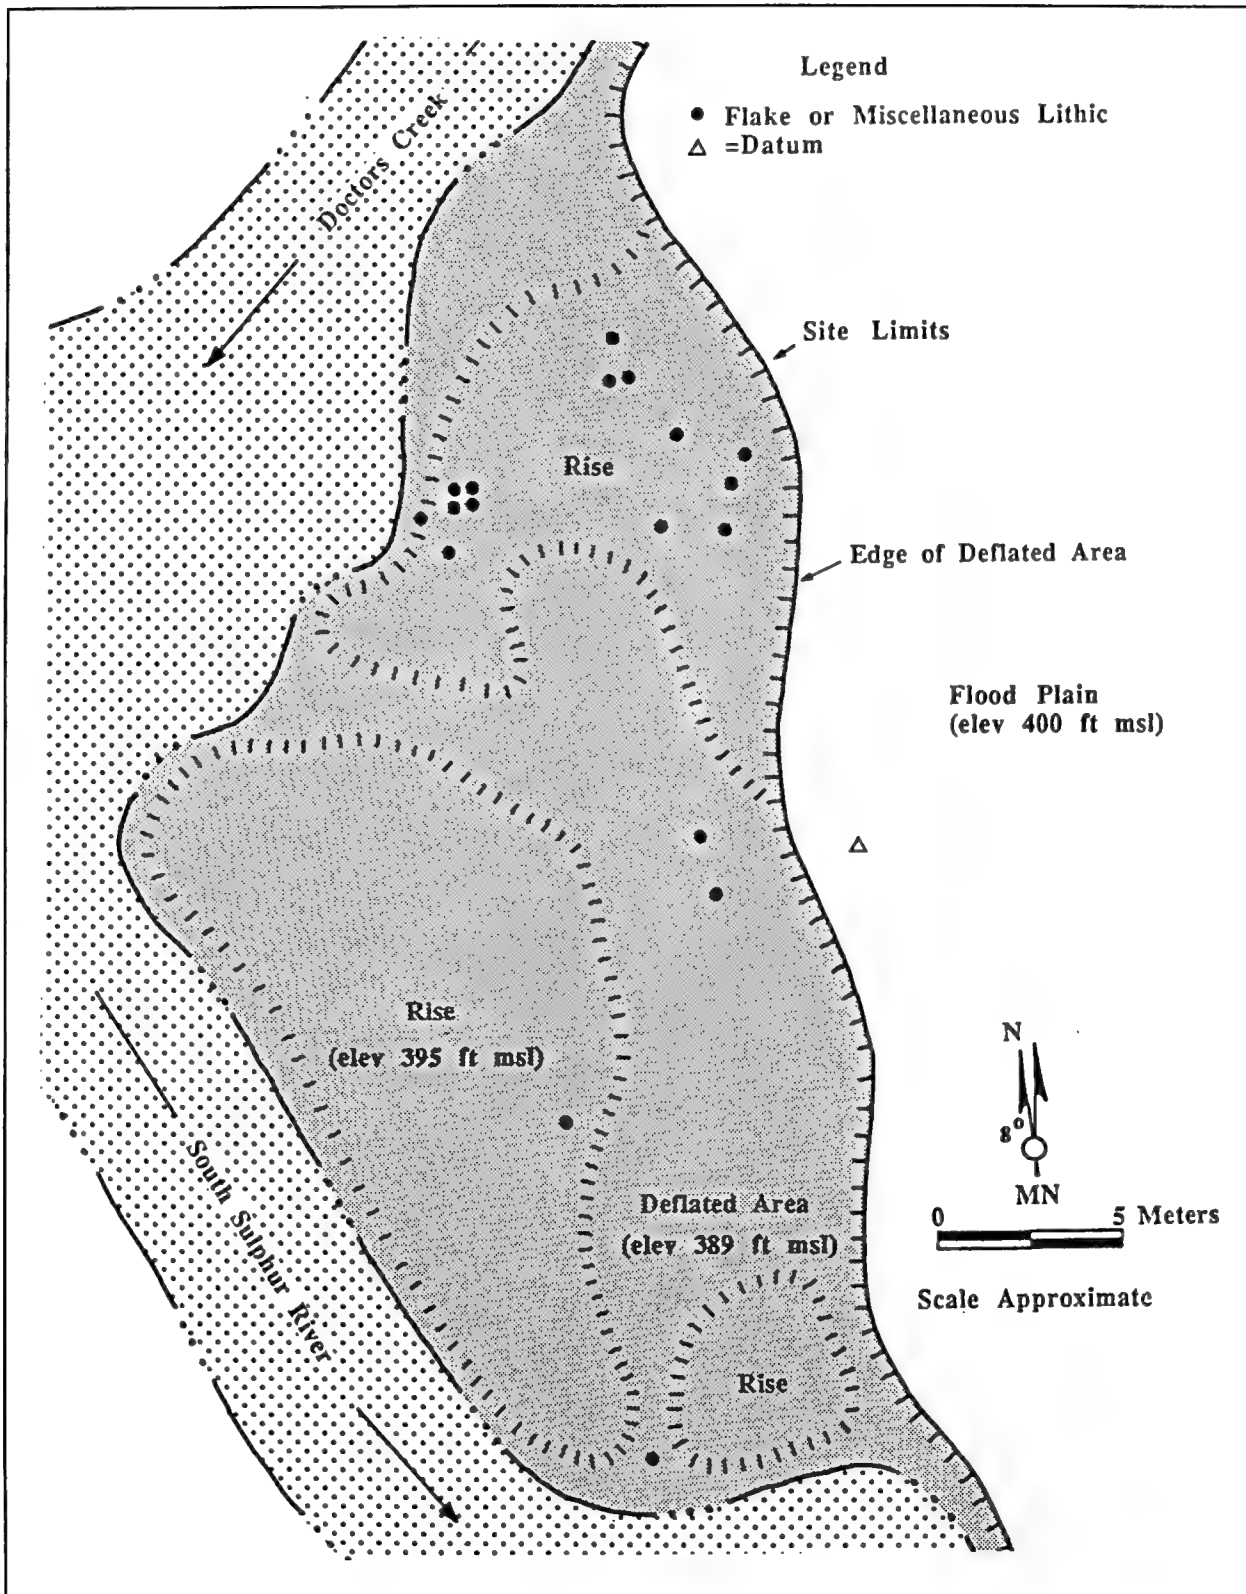 Legend
● Flake or Miscellaneous Lithic
△ =Datum
Doctors Creek
Site Limits
Rise
Edge of Deflated Area
Flood Plain
(elev 400 ft msl)
Rise
(elev 395 ft msl)
N
8°
MN
South Sulphur River
Deflated Area
(elev 389 ft msl)
0 5 Meters
Scale Approximate
Rise